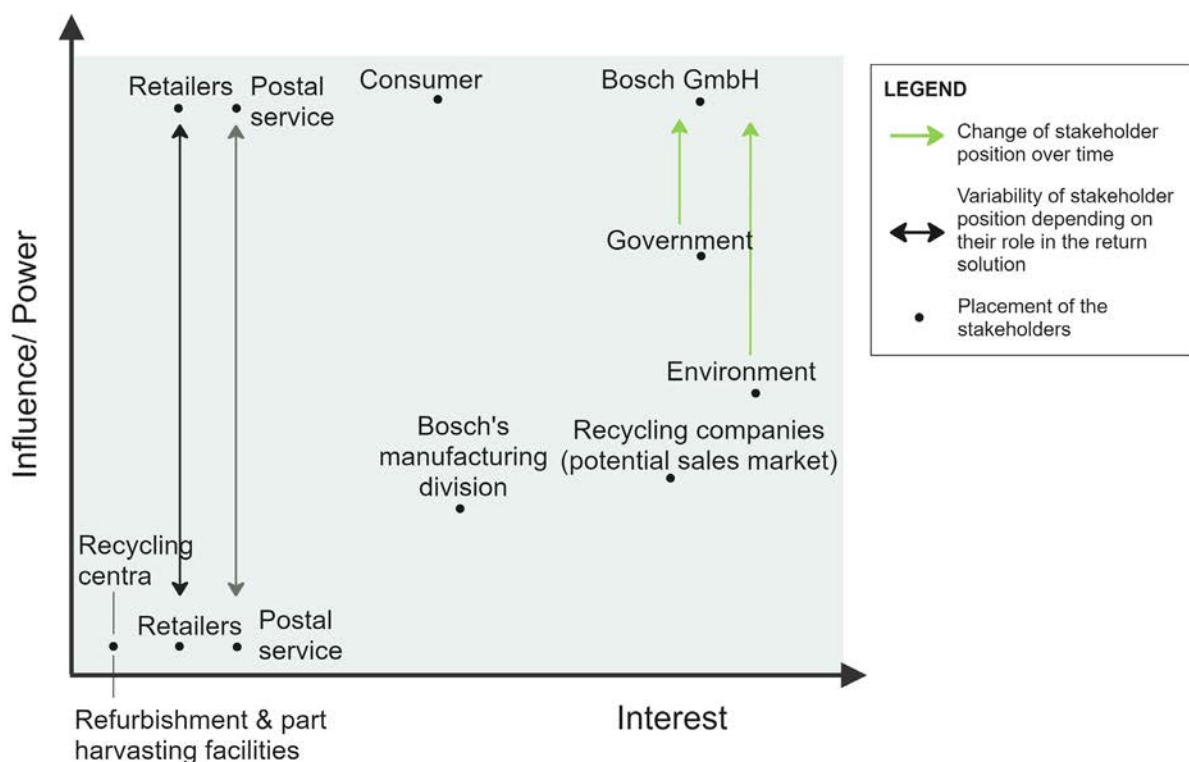 Retailers
Postal
service
Consumer
Bosch GmbH
Government
Environment
Bosch's
manufacturing
division
Recycling companies
(potential sales market)
Recycling
centra
Retailers
Postal
service
Refurbishment & part
harvesting facilities
Influence/ Power
Interest
LEGEND
Change of stakeholder
position over time
Variability of stakeholder
position depending on
their role in the return
solution
Placement of the
stakeholders